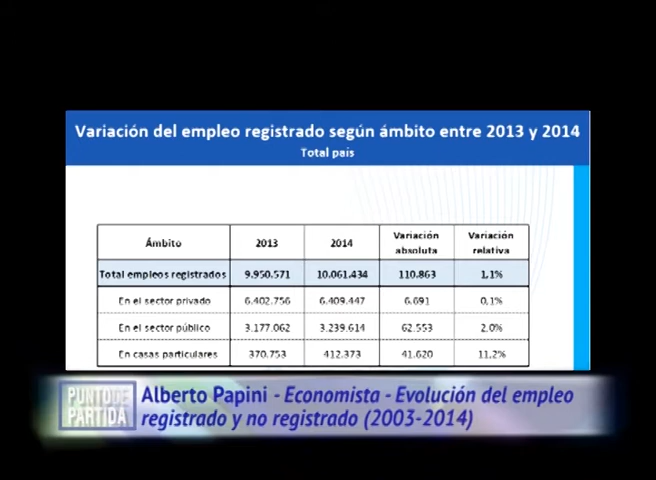 Variación del empleo registrado según ámbito entre 2013 y 2014
Total país
Ámbito 2013 2014 Variación absoluta Variación relativa
Total empleos registrados 9.950.571 10.061.434 110.863 1,1%
En el sector privado 6.402.756 6.409.447 6.691 0,1%
En el sector público 3.177.062 3.239.614 62.553 2,0%
En casas particulares 370.753 412.373 41.620 11,2%
PUNTO DE
PARTIDA
Alberto Papini - Economista - Evolución del empleo
registrado y no registrado (2003-2014)